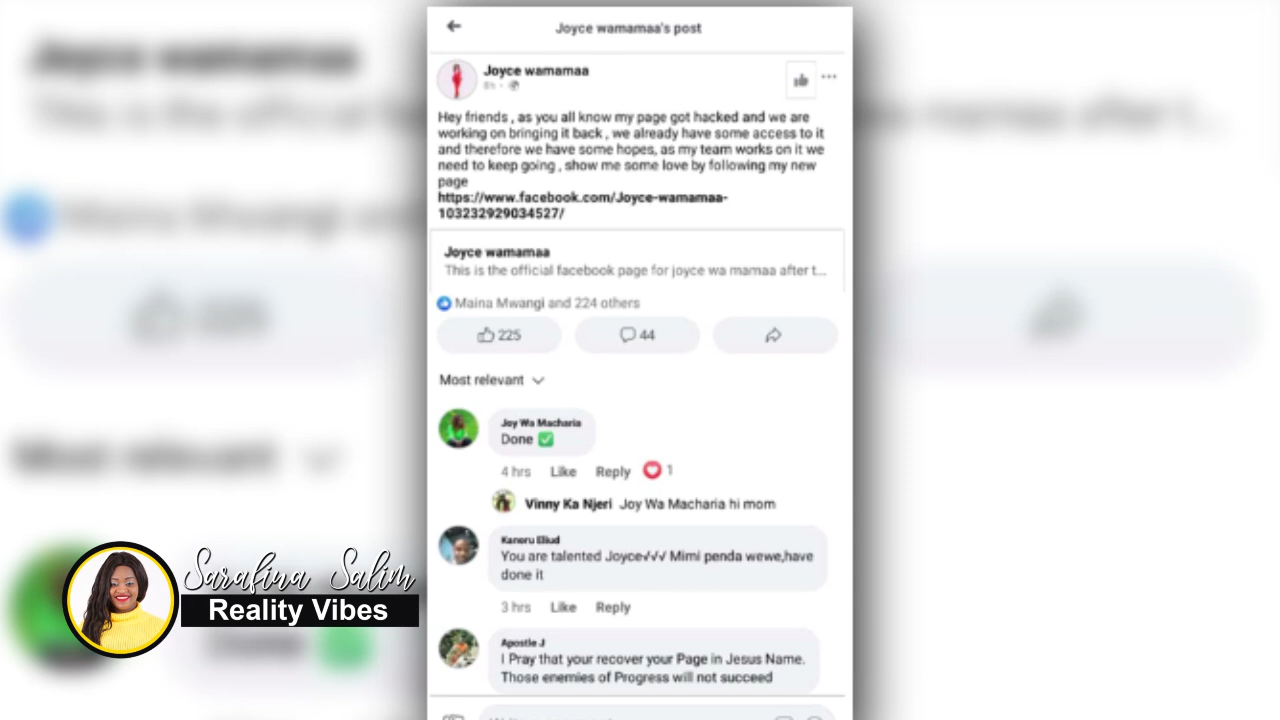 Joyce wamamaa's post
Joyce wamamaa
8h
Hey friends , as you all know my page got hacked and we are
working on bringing it back , we already have some access to it
and therefore we have some hopes, as my team works on it we
need to keep going , show me some love by following my new
page
https://www.facebook.com/Joyce-wamamaa-
103232929034527/
Joyce wamamaa
This is the official facebook page for joyce wa mamaa after t...
Maina Mwangi and 224 others
225
44
Most relevant
Joy Wa Macharia
Done ✅
4 hrs Like Reply 1
Vinny Ka Njeri Joy Wa Macharia hi mom
Kanoru Eliud
You are talented Joyce√√√ Mimi penda wewe,have
done it
3 hrs Like Reply
Apostle J
I Pray that your recover your Page in Jesus Name.
Those enemies of Progress will not succeed
Sarafina Salim
Reality Vibes